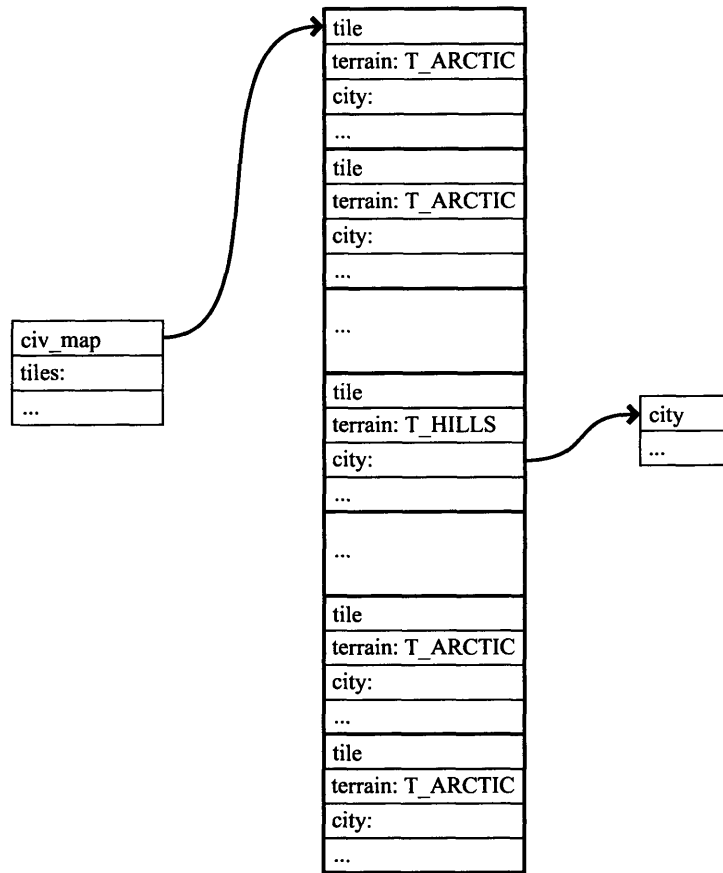 tile
terrain: T_ARCTIC
city:
...
tile
terrain: T_ARCTIC
city:
...
...
civ_map
tiles:
...
tile
terrain: T_HILLS
city:
...
city
...
...
tile
terrain: T_ARCTIC
city:
...
tile
terrain: T_ARCTIC
city:
...